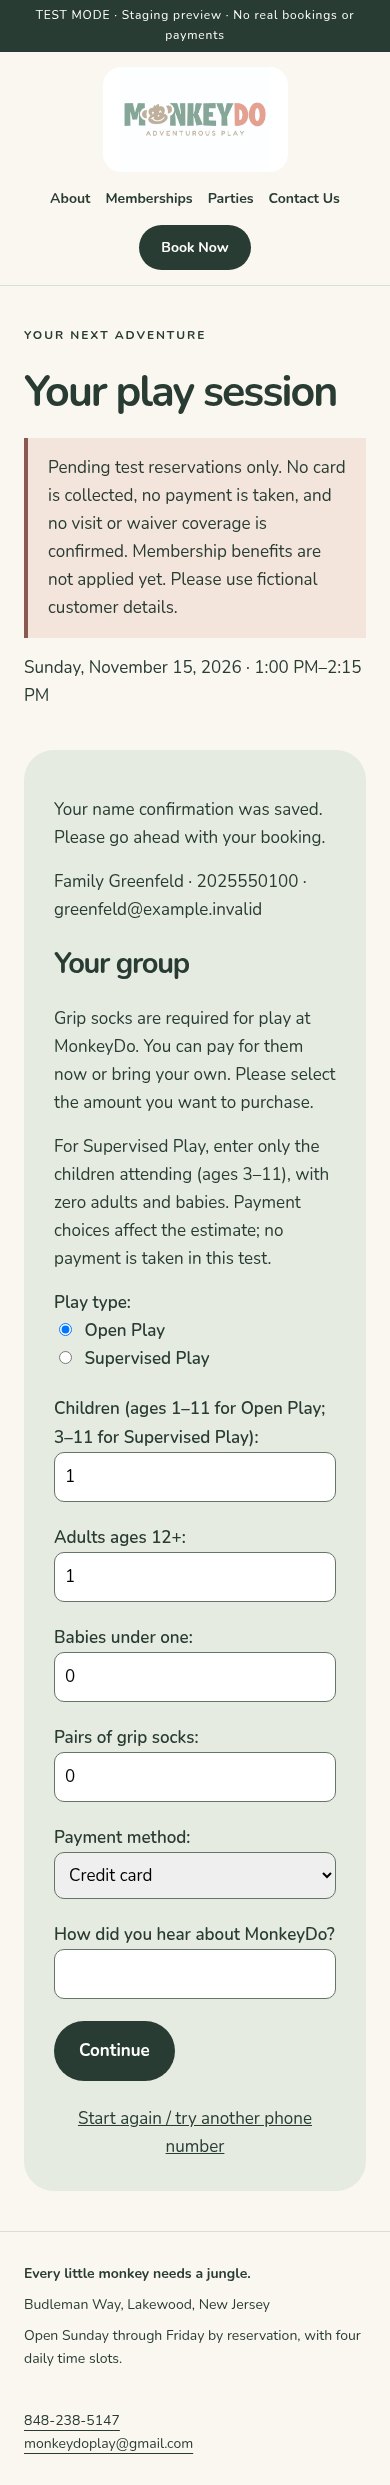 TEST MODE · Staging preview · No real bookings or
payments
MONKEYDO
ADVENTUROUS PLAY
About Memberships Parties Contact Us
Book Now
YOUR NEXT ADVENTURE
Your play session
Pending test reservations only. No card
is collected, no payment is taken, and
no visit or waiver coverage is
confirmed. Membership benefits are
not applied yet. Please use fictional
customer details.
Sunday, November 15, 2026 · 1:00 PM–2:15
PM
Your name confirmation was saved.
Please go ahead with your booking.
Family Greenfeld · 2025550100 ·
greenfeld@example.invalid
Your group
Grip socks are required for play at
MonkeyDo. You can pay for them
now or bring your own. Please select
the amount you want to purchase.
For Supervised Play, enter only the
children attending (ages 3–11), with
zero adults and babies. Payment
choices affect the estimate; no
payment is taken in this test.
Play type:
Open Play
Supervised Play
Children (ages 1–11 for Open Play;
3–11 for Supervised Play):
1
Adults ages 12+:
1
Babies under one:
0
Pairs of grip socks:
0
Payment method:
Credit card
How did you hear about MonkeyDo?
Continue
Start again / try another phone
number
Every little monkey needs a jungle.
Budleman Way, Lakewood, New Jersey
Open Sunday through Friday by reservation, with four
daily time slots.
848-238-5147
monkeydoplay@gmail.com